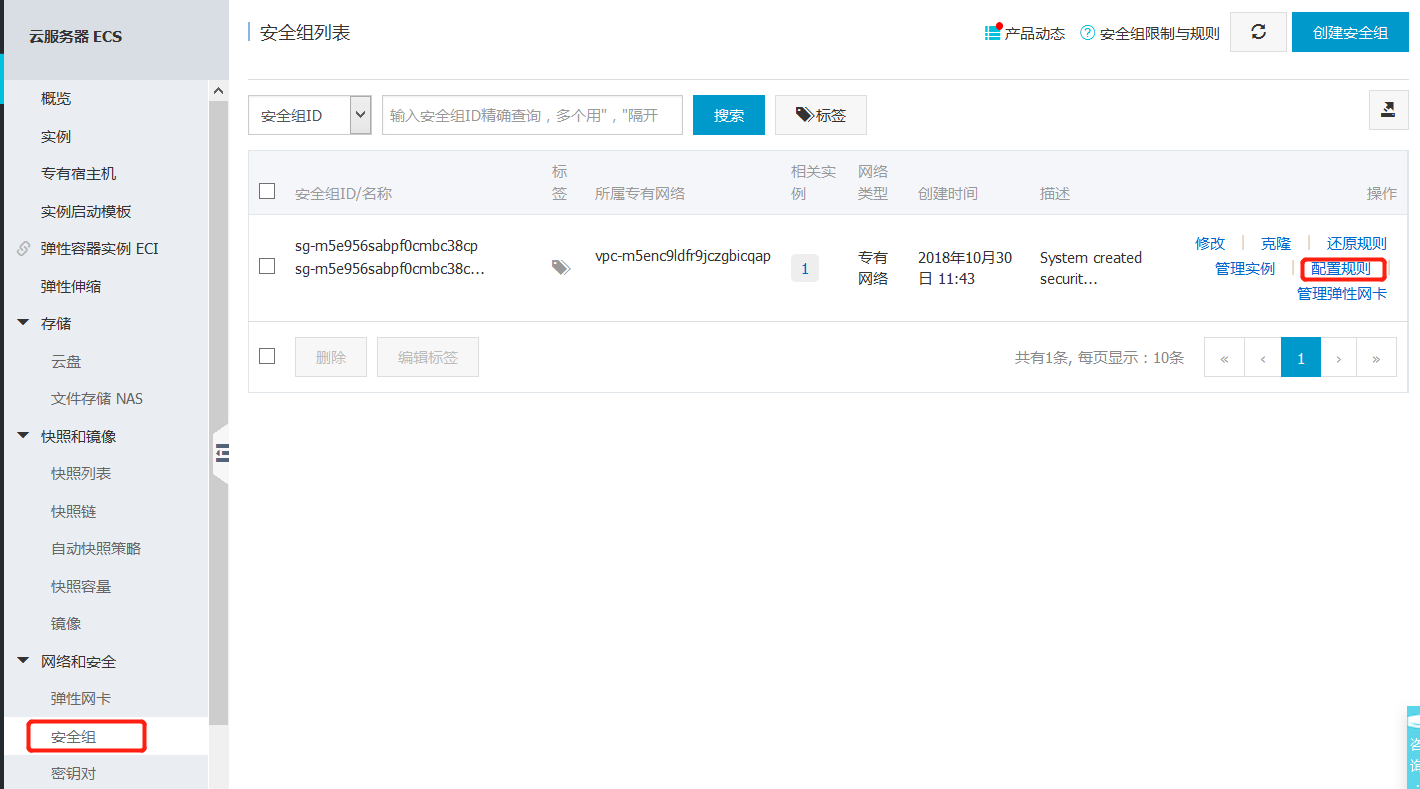 云服务器 ECS
概览
实例
专有宿主机
实例启动模板
弹性容器实例 ECI
弹性伸缩
存储
云盘
文件存储 NAS
快照和镜像
快照列表
快照链
自动快照策略
快照容量
镜像
网络和安全
弹性网卡
安全组
密钥对
安全组列表
产品动态
安全组限制与规则
创建安全组
安全组ID
输入安全组ID精确查询，多个用"，"隔开
搜索
标签
安全组ID/名称
标
签
所属专有网络
相关实
例
网络
类型
创建时间
描述
操作
sg-m5e956sabpf0cmbc38cp
sg-m5e956sabpf0cmbc38c...
vpc-m5enc9ldfr9jczgbicqap
1
专有
网络
2018年10月30
日 11:43
System created
securit...
修改 | 克隆 | 还原规则
管理实例 | 配置规则 |
管理弹性网卡
删除
编辑标签
共有1条, 每页显示：10条
« ‹ 1 › »
咨
询